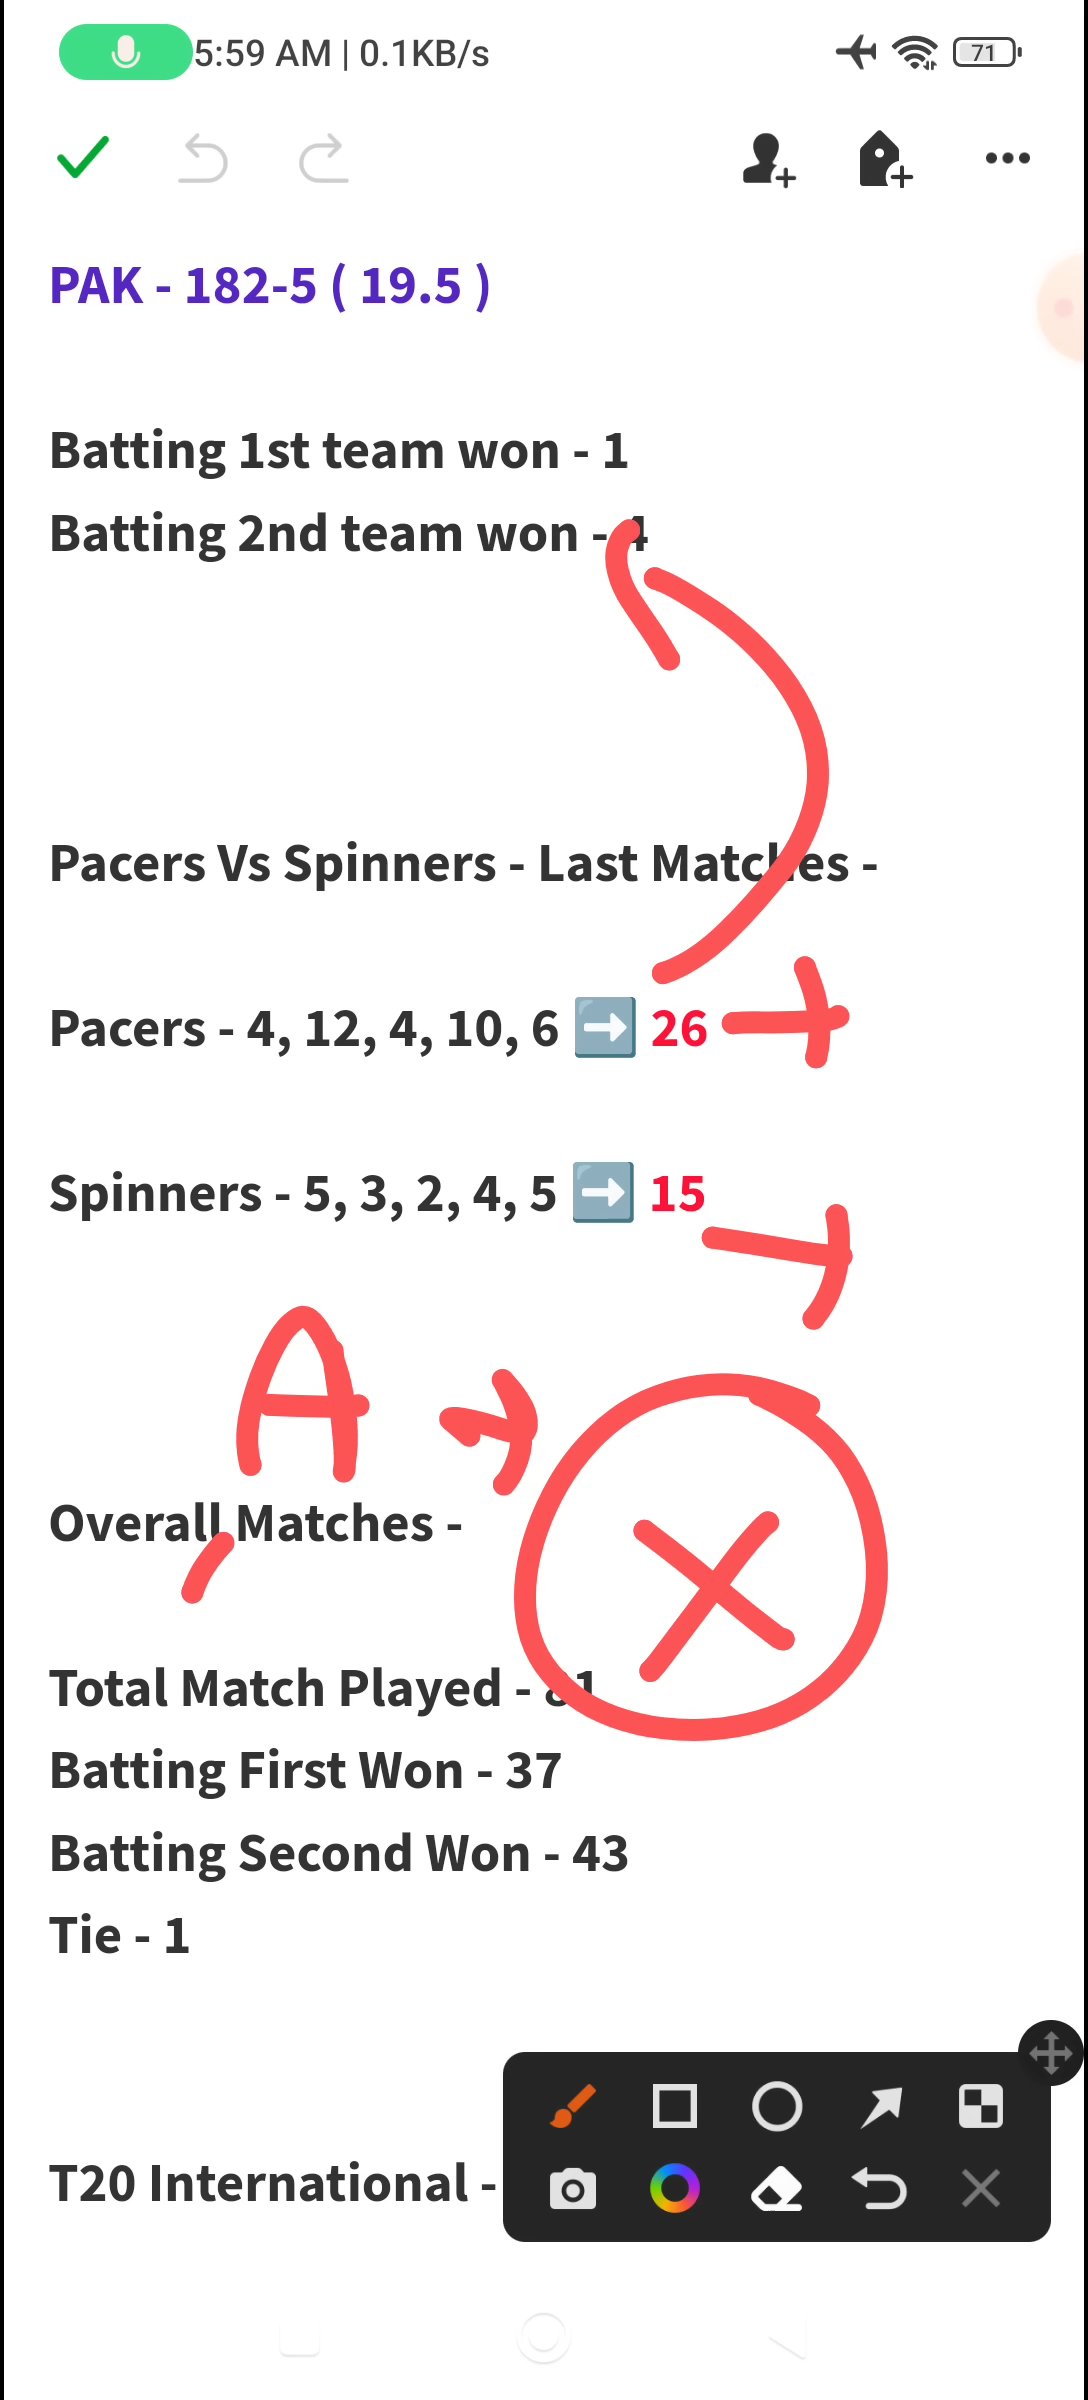 5:59 AM | 0.1KB/s
71
PAK - 182-5 ( 19.5 )
Batting 1st team won - 1
Batting 2nd team won - 4
Pacers Vs Spinners - Last Matches -
Pacers - 4, 12, 4, 10, 6 ➡️ 26
Spinners - 5, 3, 2, 4, 5 ➡️ 15
A
Overall Matches -
Total Match Played - 81
Batting First Won - 37
Batting Second Won - 43
Tie - 1
T20 International -